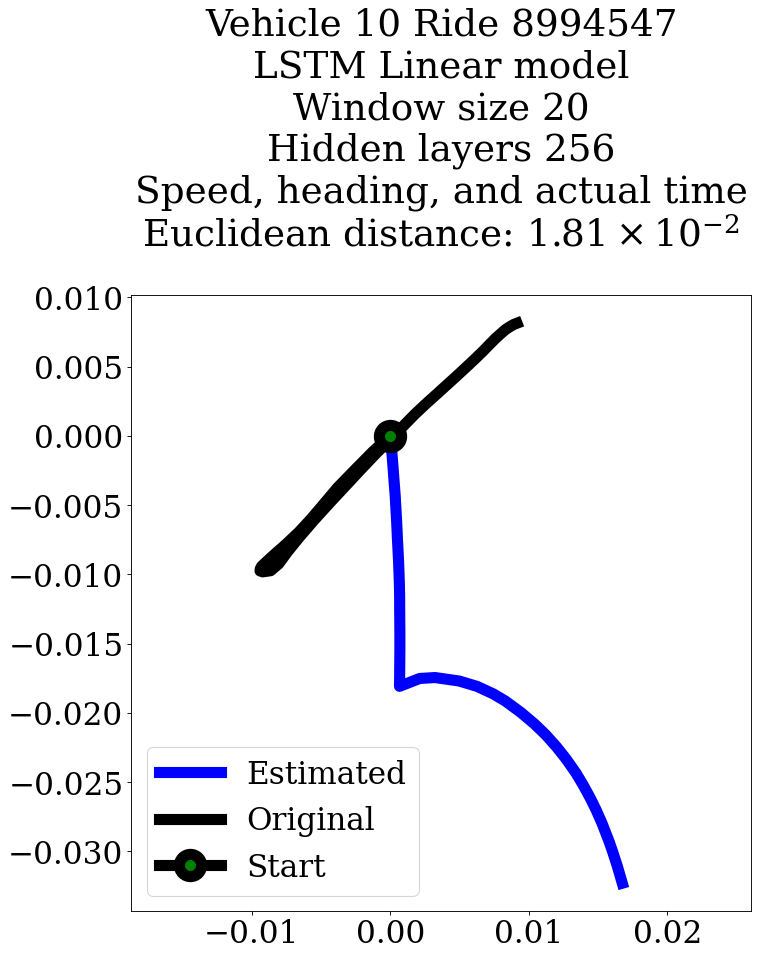 Vehicle 10 Ride 8994547
LSTM Linear model
Window size 20
Hidden layers 256
Speed, heading, and actual time
Euclidean distance: 1.81 × 10⁻²
0.010
0.005
0.000
−0.005
−0.010
−0.015
−0.020
−0.025
−0.030
Estimated
Original
Start
−0.01 0.00 0.01 0.02